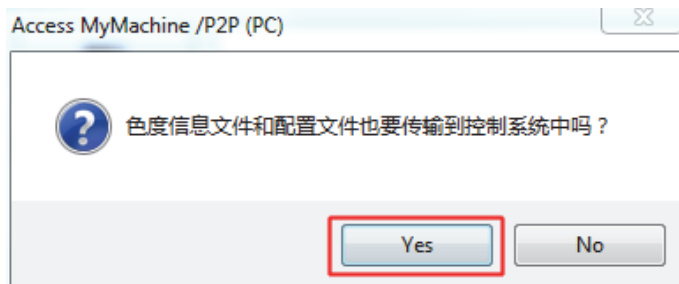 Access MyMachine /P2P (PC)
色度信息文件和配置文件也要传输到控制系统中吗？
Yes
No